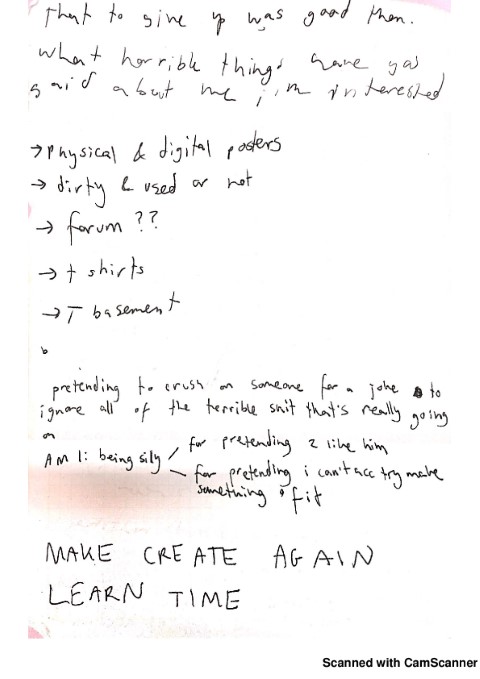 that to give up was good then.
what horrible things have yas
said about me i'm interested
→ Physical & digital posters
→ dirty & used or not
→ forum ??
→ t shirts
→ T basement
b
pretending to crush on someone for a joke to
ignore all of the terrible snit that's really going
on
AM I: being sily / for pretending 2 like him
– for pretending i can't acc try make
something fit
MAKE CREATE AGAIN
LEARN TIME
Scanned with CamScanner